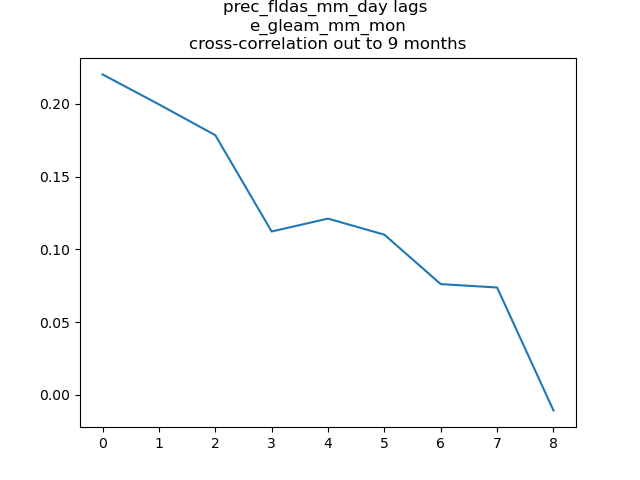 prec_fldas_mm_day lags
e_gleam_mm_mon
cross-correlation out to 9 months
0.20
0.15
0.10
0.05
0.00
0 1 2 3 4 5 6 7 8